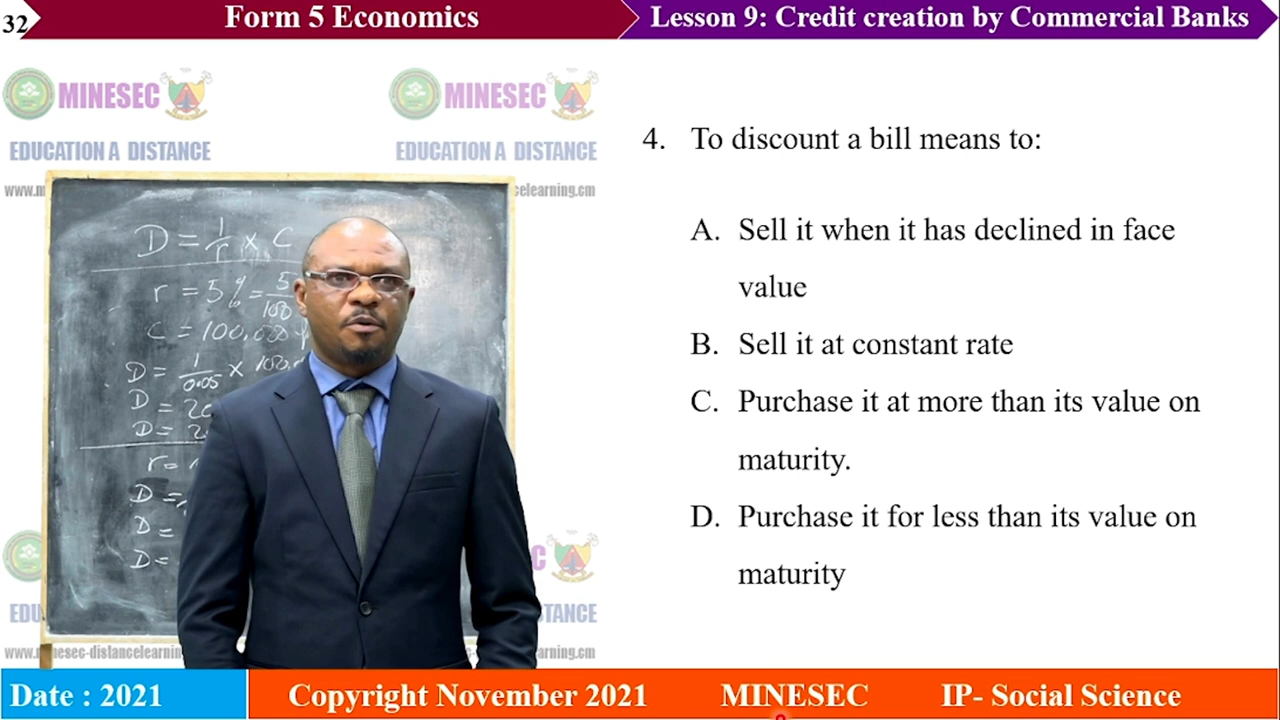 32
Form 5 Economics
Lesson 9: Credit creation by Commercial Banks
MINESEC
MINESEC
EDUCATION A DISTANCE
EDUCATION A DISTANCE
4. To discount a bill means to:
A. Sell it when it has declined in face
value
B. Sell it at constant rate
C. Purchase it at more than its value on
maturity.
D. Purchase it for less than its value on
maturity
D = 1/r × C
r = 5% = 5/100
C = 100,000
D = 1/0.05 ×
D =
D =
r =
D =
D =
D =
Date : 2021
Copyright November 2021
MINESEC
IP- Social Science